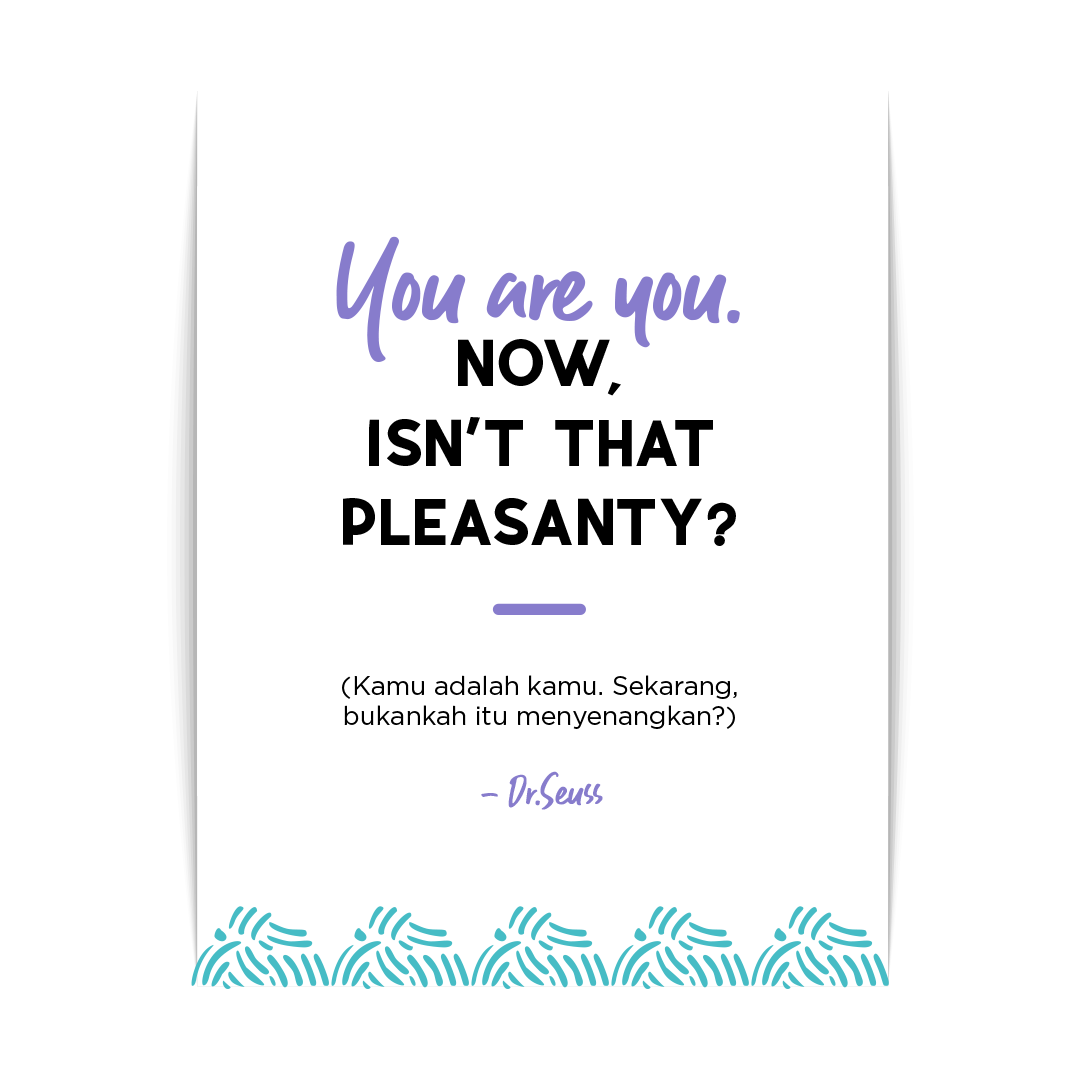 You are you.
NOW,
ISN'T THAT
PLEASANTY?
(Kamu adalah kamu. Sekarang,
bukankah itu menyenangkan?)
– Dr.Seuss